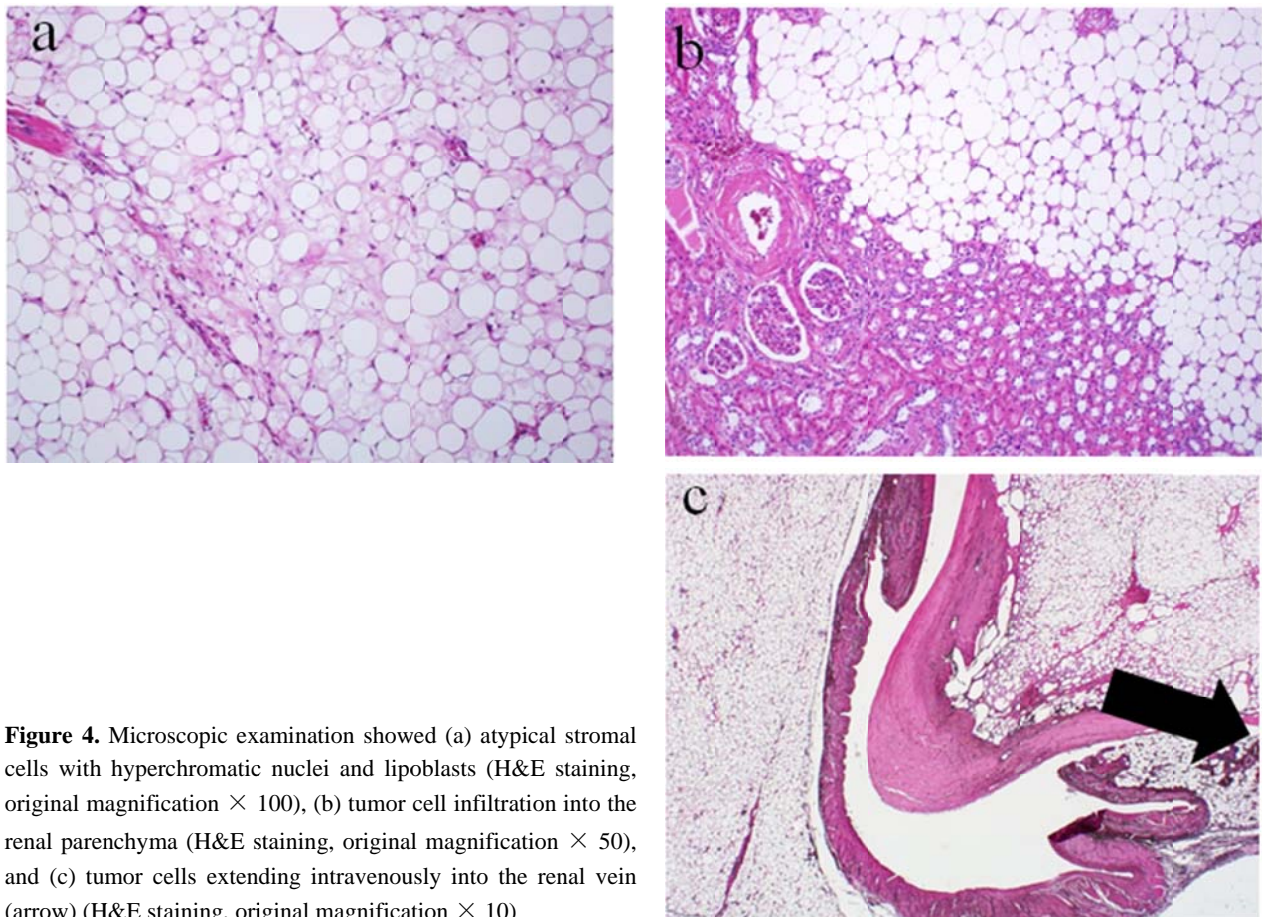 a
b
c
Figure 4. Microscopic examination showed (a) atypical stromal
cells with hyperchromatic nuclei and lipoblasts (H&E staining,
original magnification × 100), (b) tumor cell infiltration into the
renal parenchyma (H&E staining, original magnification × 50),
and (c) tumor cells extending intravenously into the renal vein
(arrow) (H&E staining, original magnification × 10)